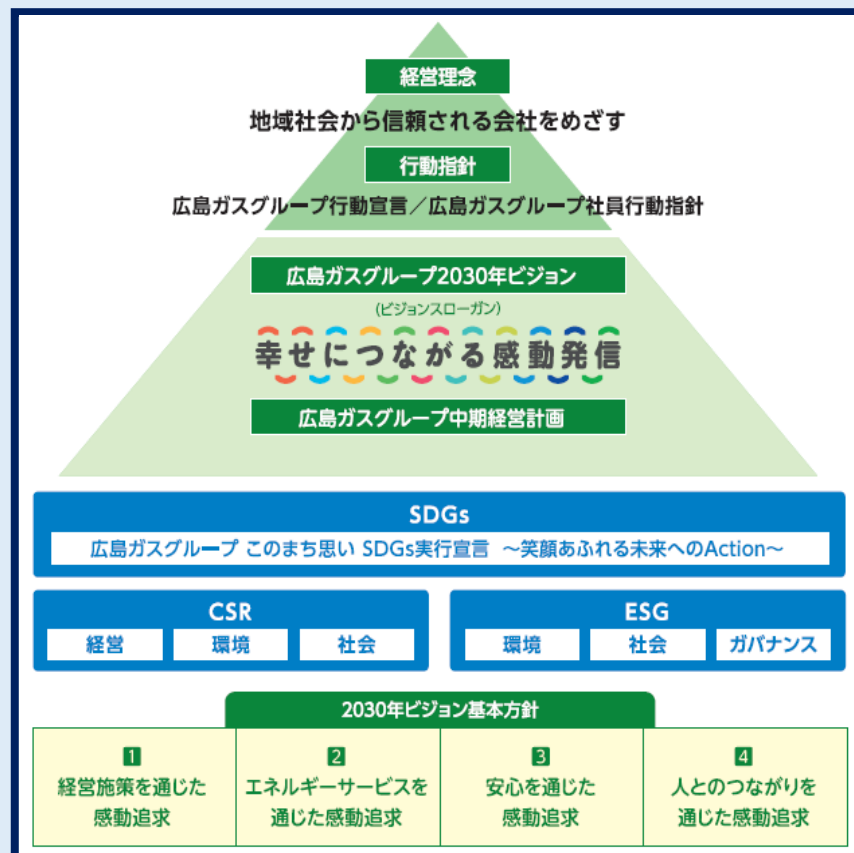 経営理念
地域社会から信頼される会社をめざす
行動指針
広島ガスグループ行動宣言／広島ガスグループ社員行動指針
広島ガスグループ2030年ビジョン
(ビジョンスローガン)
幸せにつながる感動発信
広島ガスグループ中期経営計画
SDGs
広島ガスグループ このまち思い SDGs実行宣言 ～笑顔あふれる未来へのAction～
CSR
経営
環境
社会
ESG
環境
社会
ガバナンス
2030年ビジョン基本方針
1
経営施策を通じた
感動追求
2
エネルギーサービスを
通じた感動追求
3
安心を通じた
感動追求
4
人とのつながりを
通じた感動追求